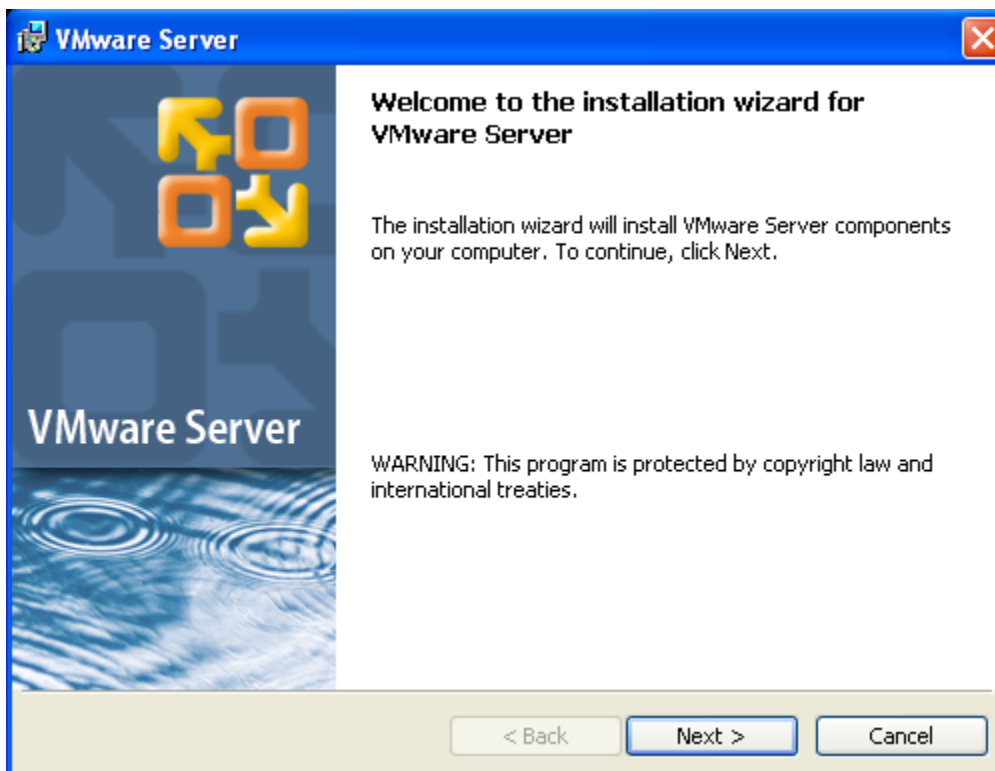 VMware Server
Welcome to the installation wizard for
VMware Server
The installation wizard will install VMware Server components
on your computer. To continue, click Next.
VMware Server
WARNING: This program is protected by copyright law and
international treaties.
< Back
Next >
Cancel